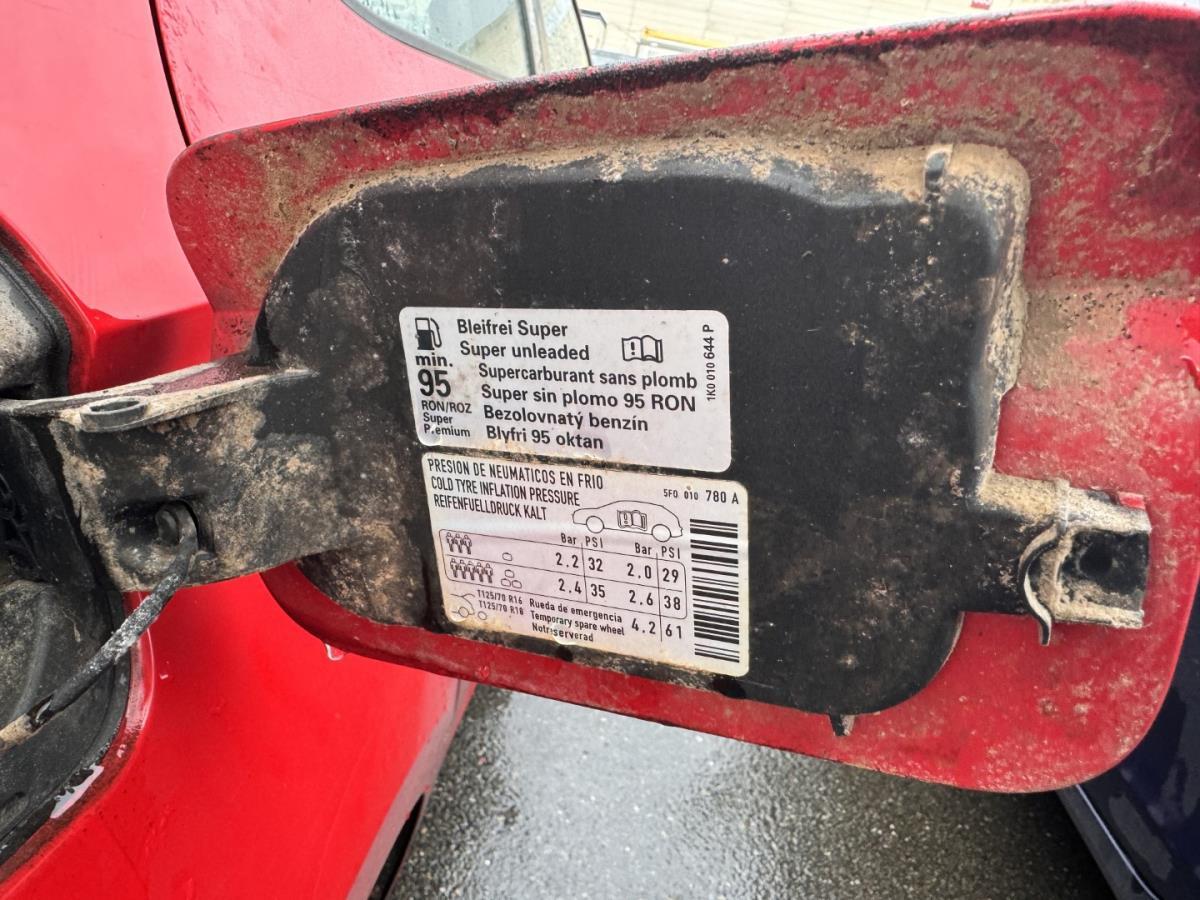 Bleifrei Super
Super unleaded
Supercarburant sans plomb
Super sin plomo 95 RON
Bezolovnatý benzín
Blyfri 95 oktan
min.
95
RON/ROZ
Super
Premium
1K0 010 644 P
PRESION DE NEUMATICOS EN FRIO
COLD TYRE INFLATION PRESSURE
REIFENFUELLDRUCK KALT
5F0 010 780 A
Bar PSI Bar PSI
2.2 32 2.0 29
2.4 35 2.6 38
T125/70 R16
T125/70 R18
Rueda de emergencia
Temporary spare wheel
Notreserverad
4.2 61